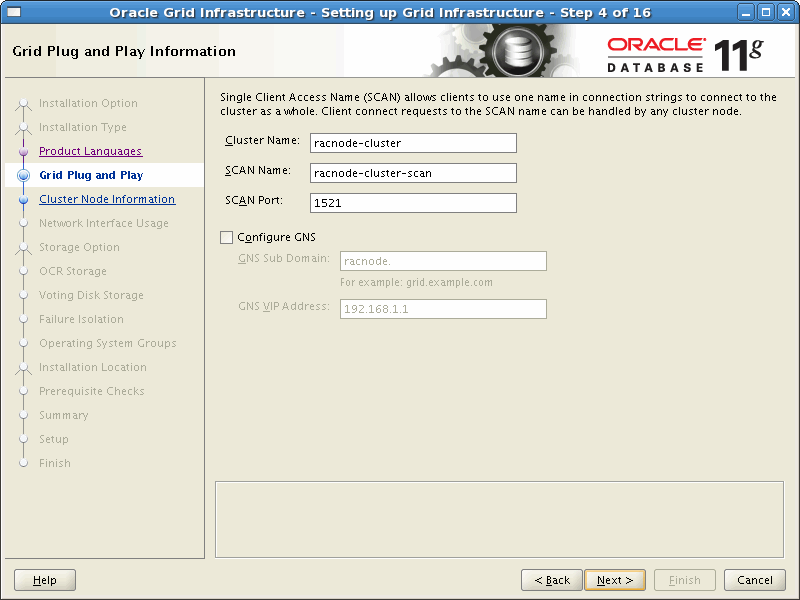 Oracle Grid Infrastructure - Setting up Grid Infrastructure - Step 4 of 16
Grid Plug and Play Information
ORACLE
DATABASE
11g
Installation Option
Installation Type
Product Languages
Grid Plug and Play
Cluster Node Information
Network Interface Usage
Storage Option
OCR Storage
Voting Disk Storage
Failure Isolation
Operating System Groups
Installation Location
Prerequisite Checks
Summary
Setup
Finish
Single Client Access Name (SCAN) allows clients to use one name in connection strings to connect to the
cluster as a whole. Client connect requests to the SCAN name can be handled by any cluster node.
Cluster Name: racnode-cluster
SCAN Name: racnode-cluster-scan
SCAN Port: 1521
Configure GNS
GNS Sub Domain: racnode.
For example: grid.example.com
GNS VIP Address: 192.168.1.1
Help
< Back
Next >
Finish
Cancel